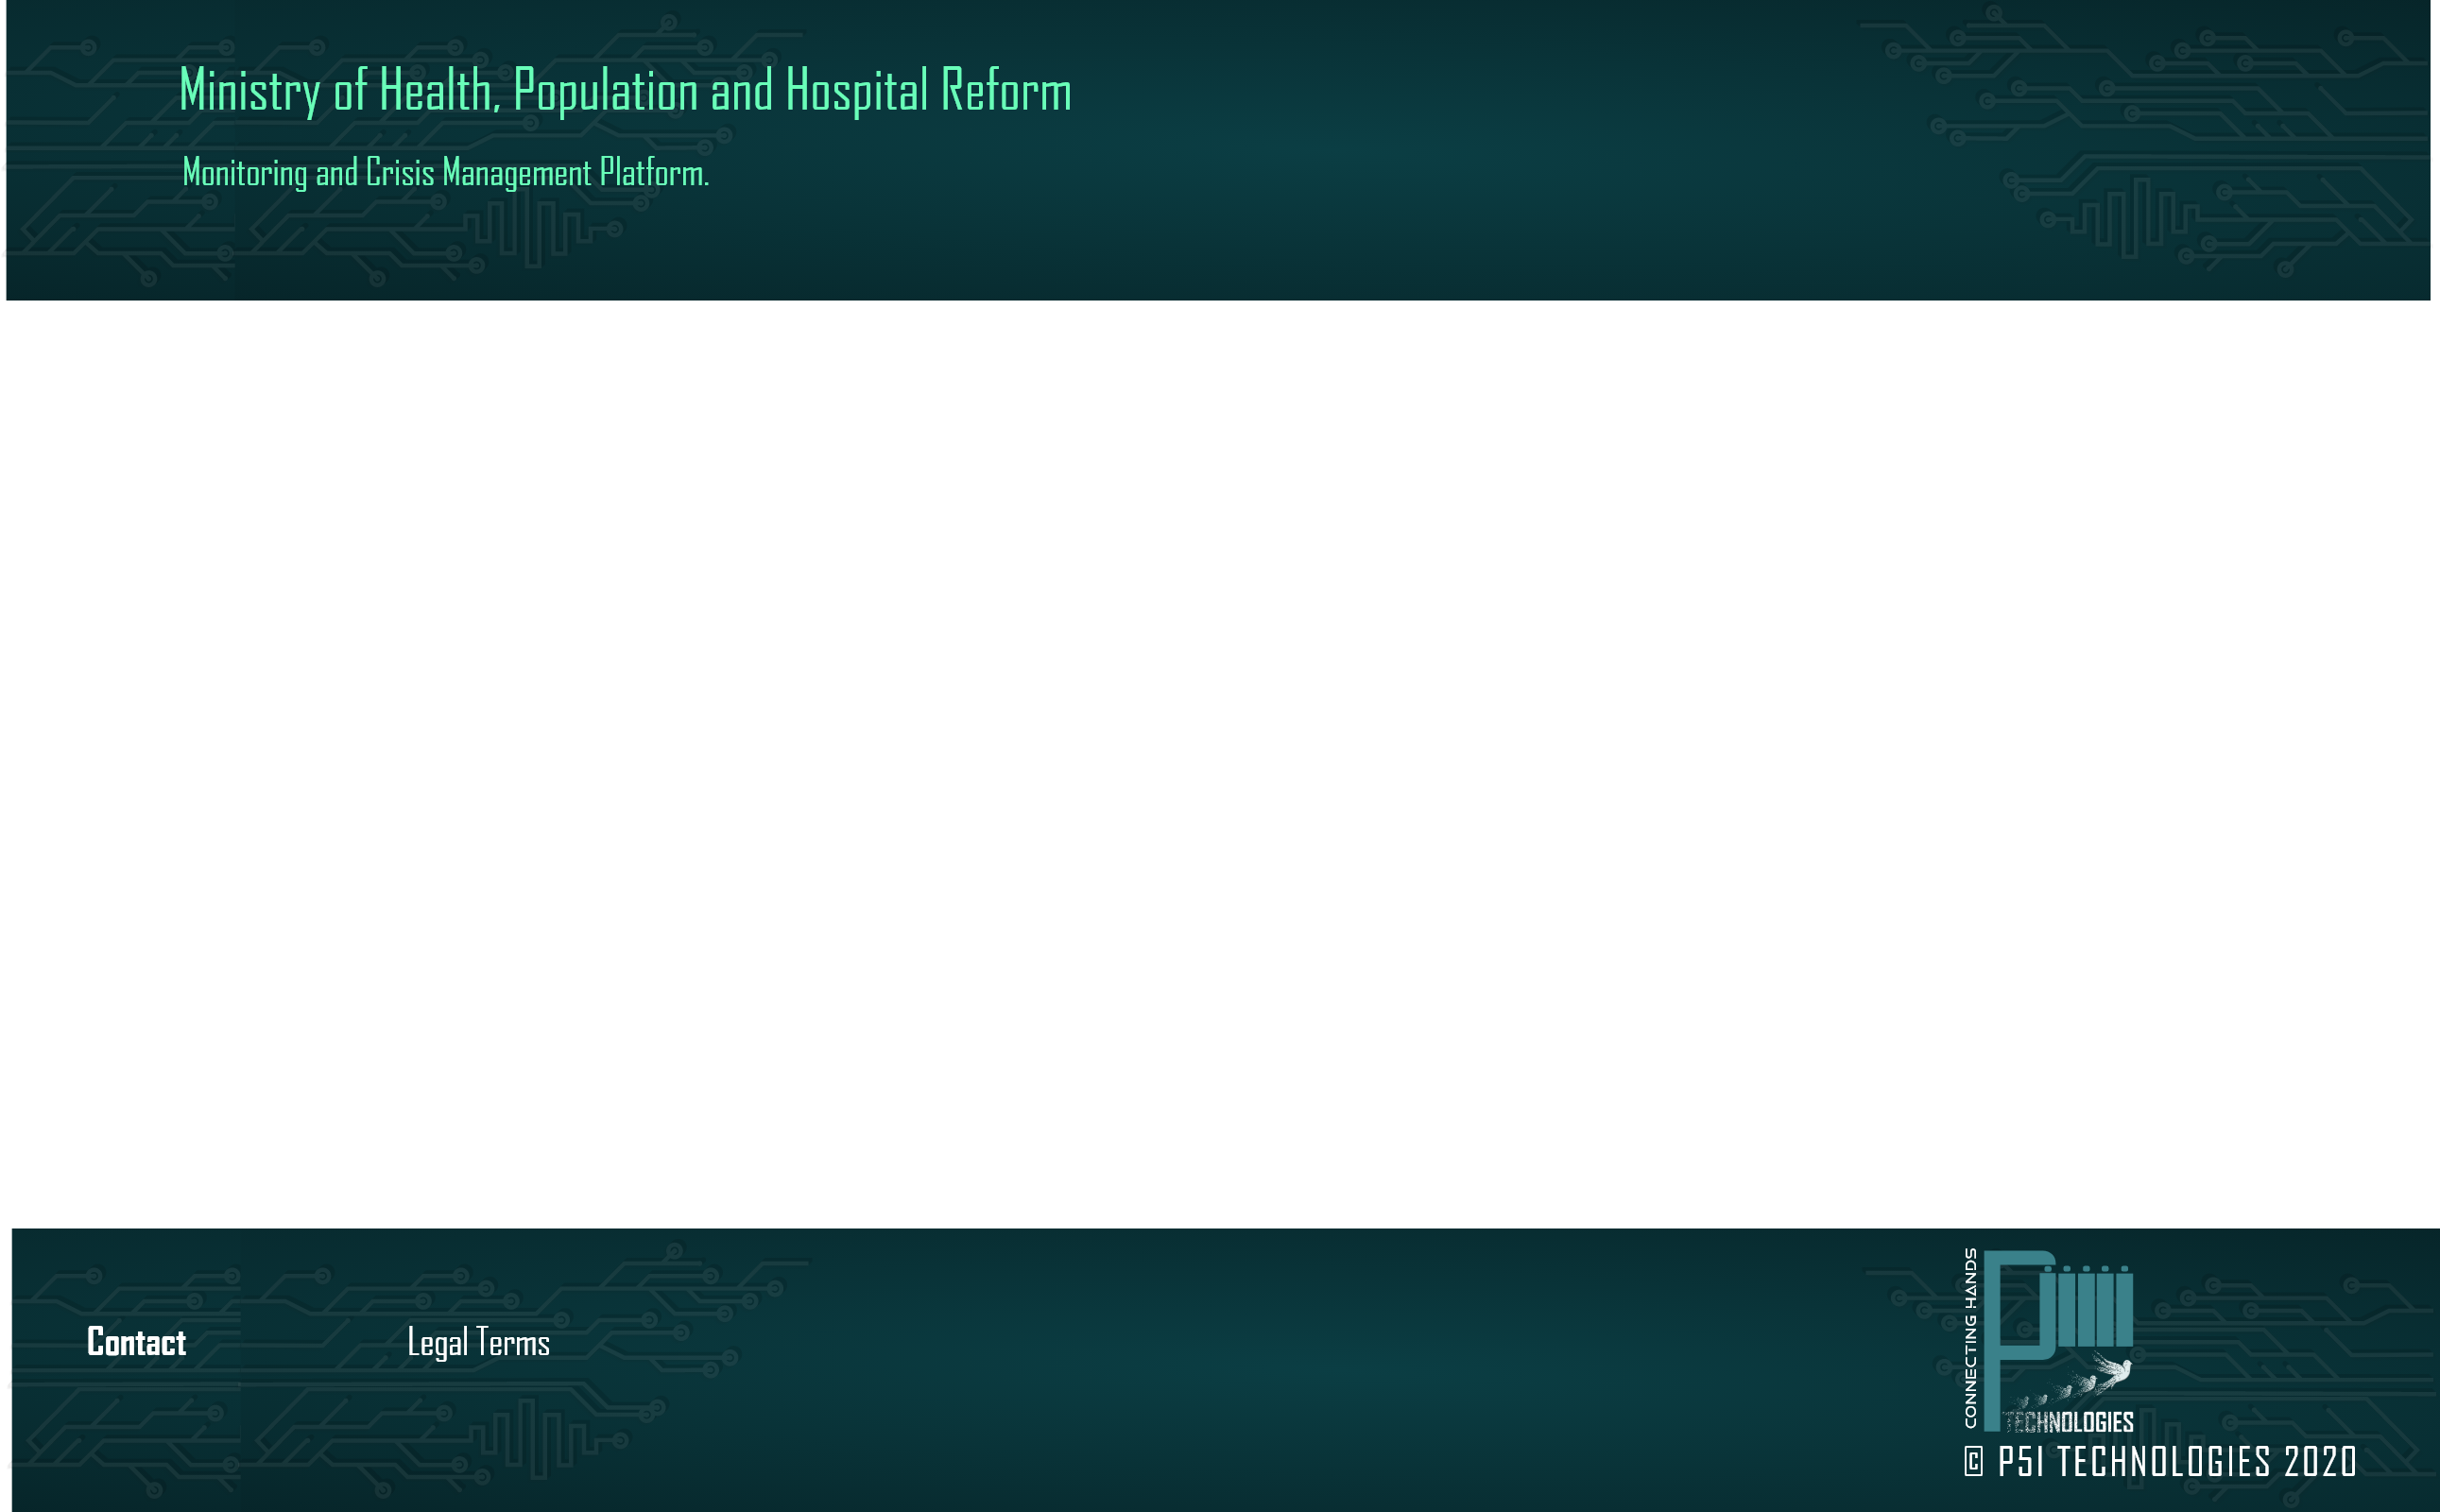 Ministry of Health, Population and Hospital Reform
Monitoring and Crisis Management Platform.
Contact
Legal Terms
CONNECTING HANDS
TECHNOLOGIES
© P5I TECHNOLOGIES 2020